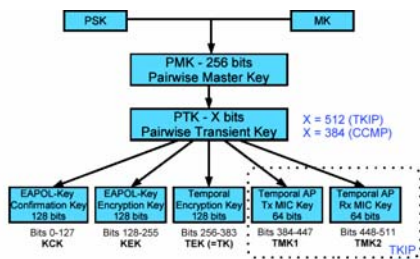 PSK
MK
PMK - 256 bits
Pairwise Master Key
PTK - X bits
Pairwise Transient Key
X = 512 (TKIP)
X = 384 (CCMP)
EAPOL-Key
Confirmation Key
128 bits
EAPOL-Key
Encryption Key
128 bits
Temporal
Encryption Key
128 bits
Temporal AP
Tx MIC Key
64 bits
Temporal AP
Rx MIC Key
64 bits
Bits 0-127
KCK
Bits 128-255
KEK
Bits 256-383
TEK (=TK)
Bits 384-447
TMK1
Bits 448-511
TMK2
TKIP